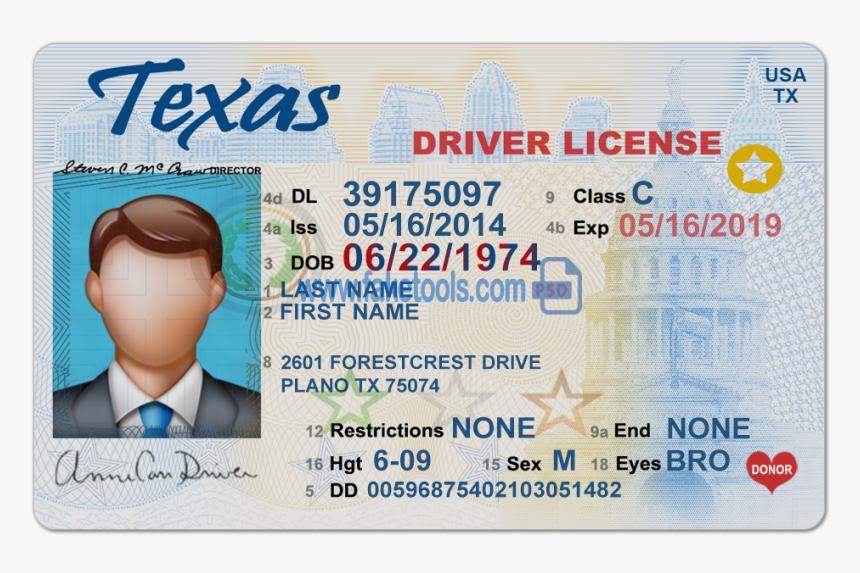 Texas
USA
TX
DRIVER LICENSE
Steven C. McCraw DIRECTOR
4d DL 39175097 9 Class C
4a Iss 05/16/2014 4b Exp 05/16/2019
3 DOB 06/22/1974
1 LAST NAME
www.faketools.com PSD
2 FIRST NAME
8 2601 FORESTCREST DRIVE
PLANO TX 75074
12 Restrictions NONE 9a End NONE
16 Hgt 6-09 15 Sex M 18 Eyes BRO
DONOR
5 DD 00596875402103051482
Anna Can Driver